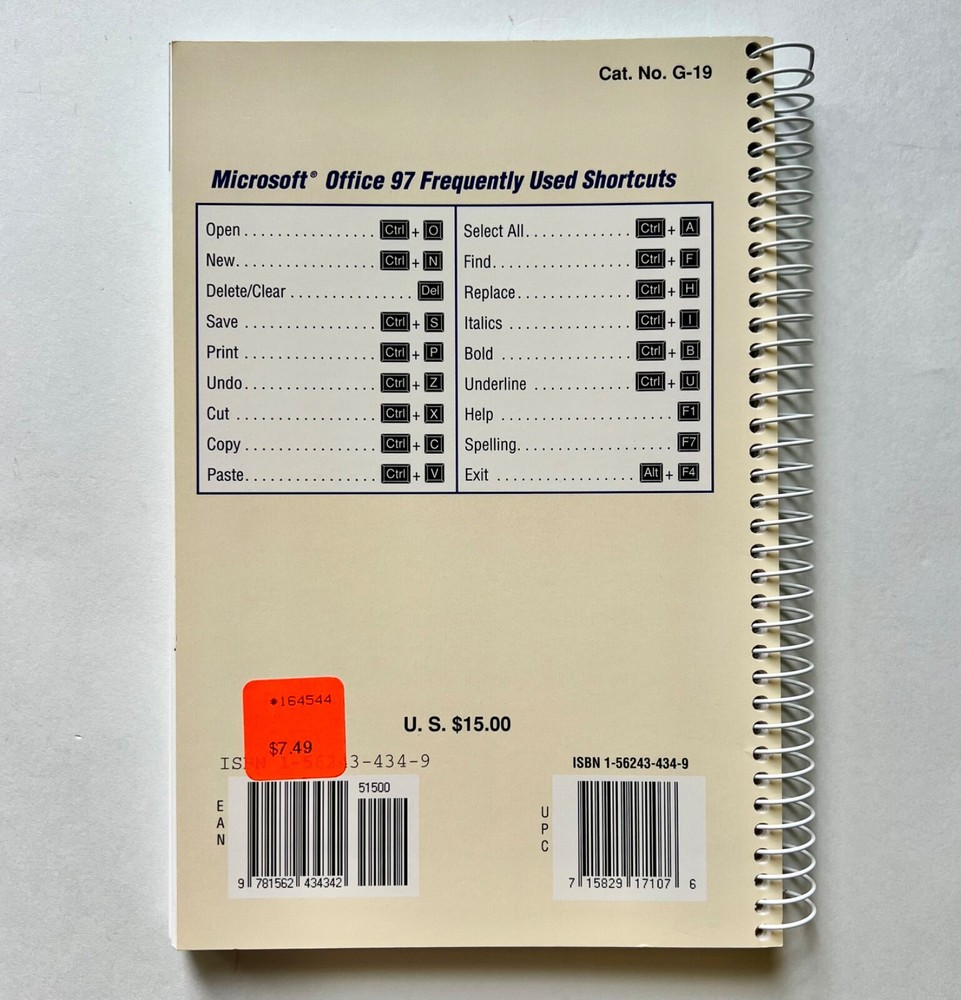 Cat. No. G-19
Microsoft® Office 97 Frequently Used Shortcuts
Open . . . . . . . . . . . . . . . . Ctrl + O
New. . . . . . . . . . . . . . . . . Ctrl + N
Delete/Clear . . . . . . . . . . . . . . Del
Save . . . . . . . . . . . . . . . . Ctrl + S
Print . . . . . . . . . . . . . . . . Ctrl + P
Undo. . . . . . . . . . . . . . . . Ctrl + Z
Cut . . . . . . . . . . . . . . . . . Ctrl + X
Copy . . . . . . . . . . . . . . . . Ctrl + C
Paste. . . . . . . . . . . . . . . . Ctrl + V
Select All. . . . . . . . . . . . . Ctrl + A
Find. . . . . . . . . . . . . . . . . Ctrl + F
Replace. . . . . . . . . . . . . . Ctrl + H
Italics . . . . . . . . . . . . . . . Ctrl + I
Bold . . . . . . . . . . . . . . . . Ctrl + B
Underline . . . . . . . . . . . . Ctrl + U
Help . . . . . . . . . . . . . . . . . . . . . F1
Spelling. . . . . . . . . . . . . . . . . . . F7
Exit . . . . . . . . . . . . . . . . . Alt + F4
*164544
$7.49
U. S. $15.00
ISBN 1-56243-434-9
EAN
51500
9 781562 434342
ISBN 1-56243-434-9
UPC
7 15829 17107 6